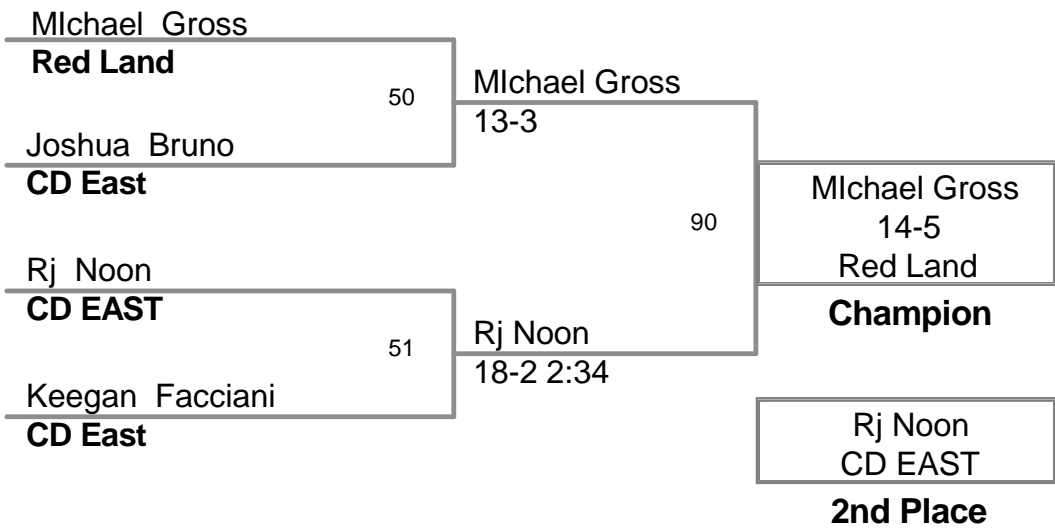 MIchael  Gross
Red Land
50
Joshua  Bruno
CD East
MIchael Gross
13-3
Rj  Noon
CD EAST
51
Keegan  Facciani
CD East
Rj Noon
18-2 2:34
90
MIchael Gross
14-5
Red Land
Champion
Rj Noon
CD EAST
2nd Place